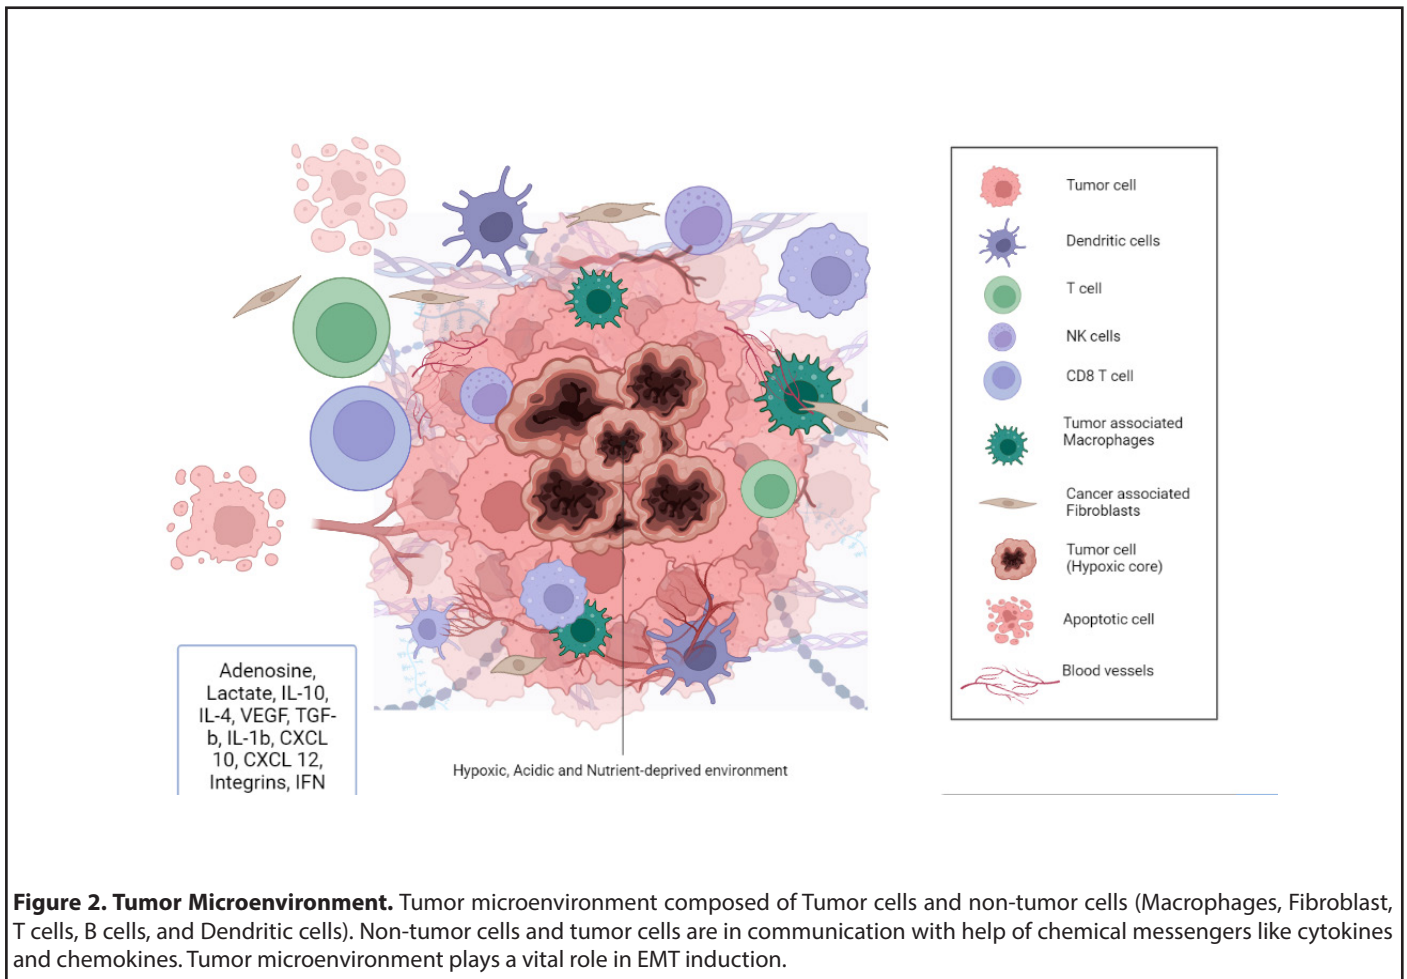 Tumor cell
Dendritic cells
T cell
NK cells
CD8 T cell
Tumor associated
Macrophages
Cancer associated
Fibroblasts
Tumor cell
(Hypoxic core)
Apoptotic cell
Blood vessels
Adenosine,
Lactate, IL-10,
IL-4, VEGF, TGF-
b, IL-1b, CXCL
10, CXCL 12,
Integrins, IFN
Hypoxic, Acidic and Nutrient-deprived environment
Figure 2. Tumor Microenvironment. Tumor microenvironment composed of Tumor cells and non-tumor cells (Macrophages, Fibroblast,
T cells, B cells, and Dendritic cells). Non-tumor cells and tumor cells are in communication with help of chemical messengers like cytokines
and chemokines. Tumor microenvironment plays a vital role in EMT induction.